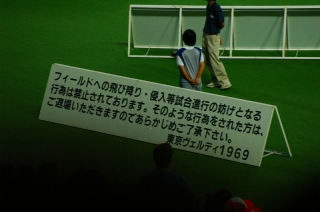 フィールドへの飛び降り・侵入等試合進行の妨げとなる
行為は禁止されております。そのような行為をされた方は、
ご退場いただきますのであらかじめご了承下さい。
東京ヴェルディ1969